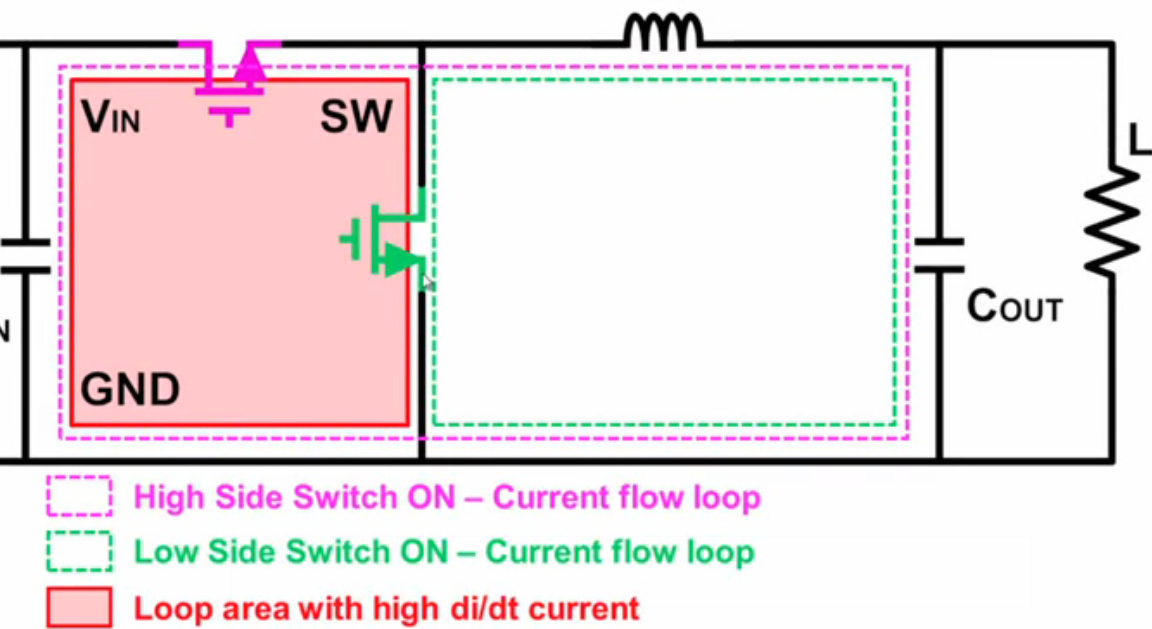 VIN
SW
L
N
COUT
GND
High Side Switch ON – Current flow loop
Low Side Switch ON – Current flow loop
Loop area with high di/dt current